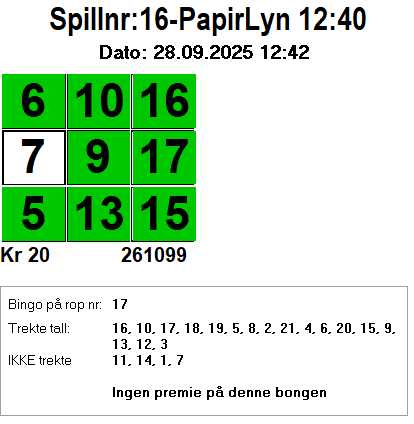 Spillnr:16-PapirLyn 12:40
Dato: 28.09.2025 12:42
6 10 16
7 9 17
5 13 15
Kr 20 261099
Bingo på rop nr: 17
Trekte tall: 16, 10, 17, 18, 19, 5, 8, 2, 21, 4, 6, 20, 15, 9,
13, 12, 3
IKKE trekte 11, 14, 1, 7
Ingen premie på denne bongen